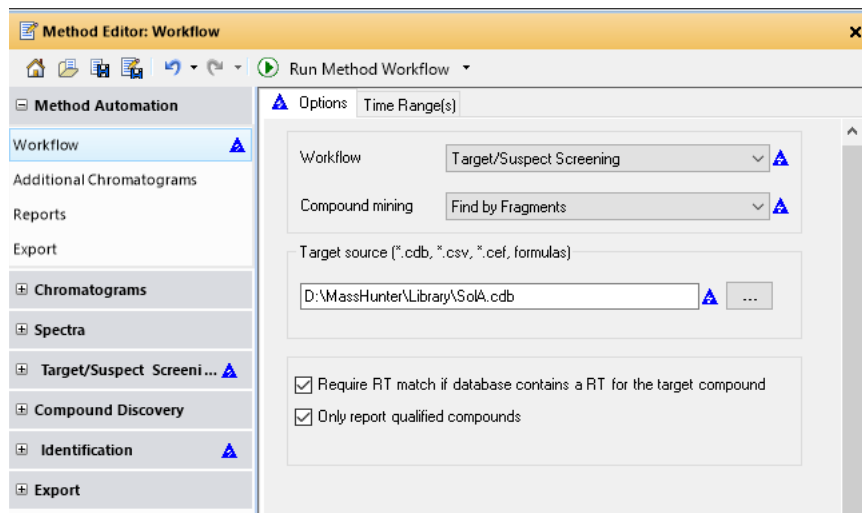 Method Editor: Workflow
Run Method Workflow
Method Automation
Workflow
Additional Chromatograms
Reports
Export
Chromatograms
Spectra
Target/Suspect Screeni...
Compound Discovery
Identification
Export
Options
Time Range(s)
Workflow
Target/Suspect Screening
Compound mining
Find by Fragments
Target source (*.cdb, *.csv, *.cef, formulas)
D:\MassHunter\Library\SolA.cdb
...
Require RT match if database contains a RT for the target compound
Only report qualified compounds